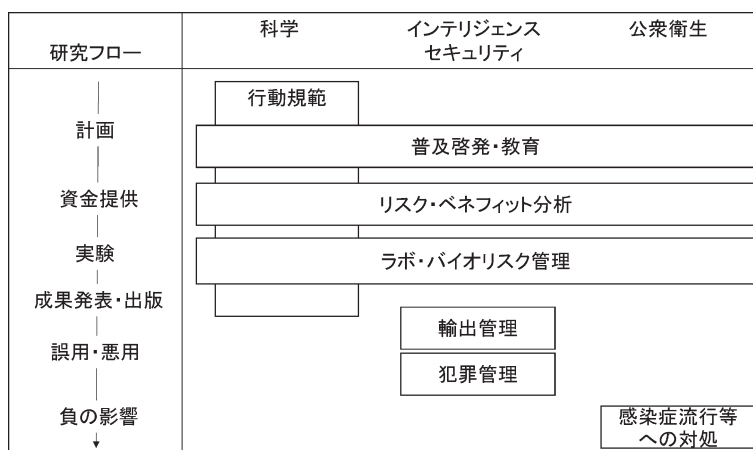 研究フロー
科学
インテリジェンス
セキュリティ
公衆衛生
計画
資金提供
実験
成果発表・出版
誤用・悪用
負の影響
行動規範
普及啓発・教育
リスク・ベネフィット分析
ラボ・バイオリスク管理
輸出管理
犯罪管理
感染症流行等
への対処